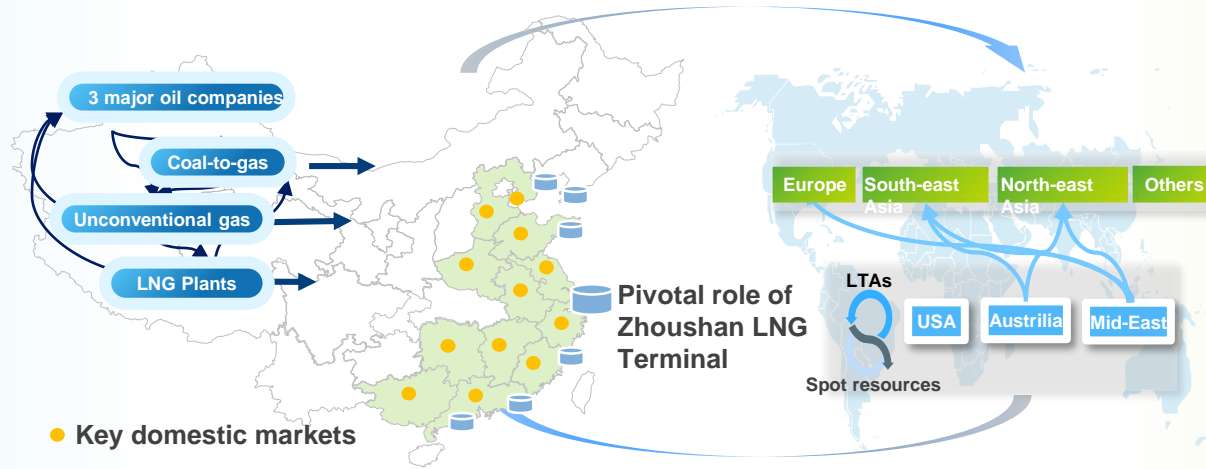 3 major oil companies
Coal-to-gas
Unconventional gas
LNG Plants
Pivotal role of
Zhoushan LNG
Terminal
Key domestic markets
Europe
South-east
Asia
North-east
Asia
Others
LTAs
USA
Austrilia
Mid-East
Spot resources